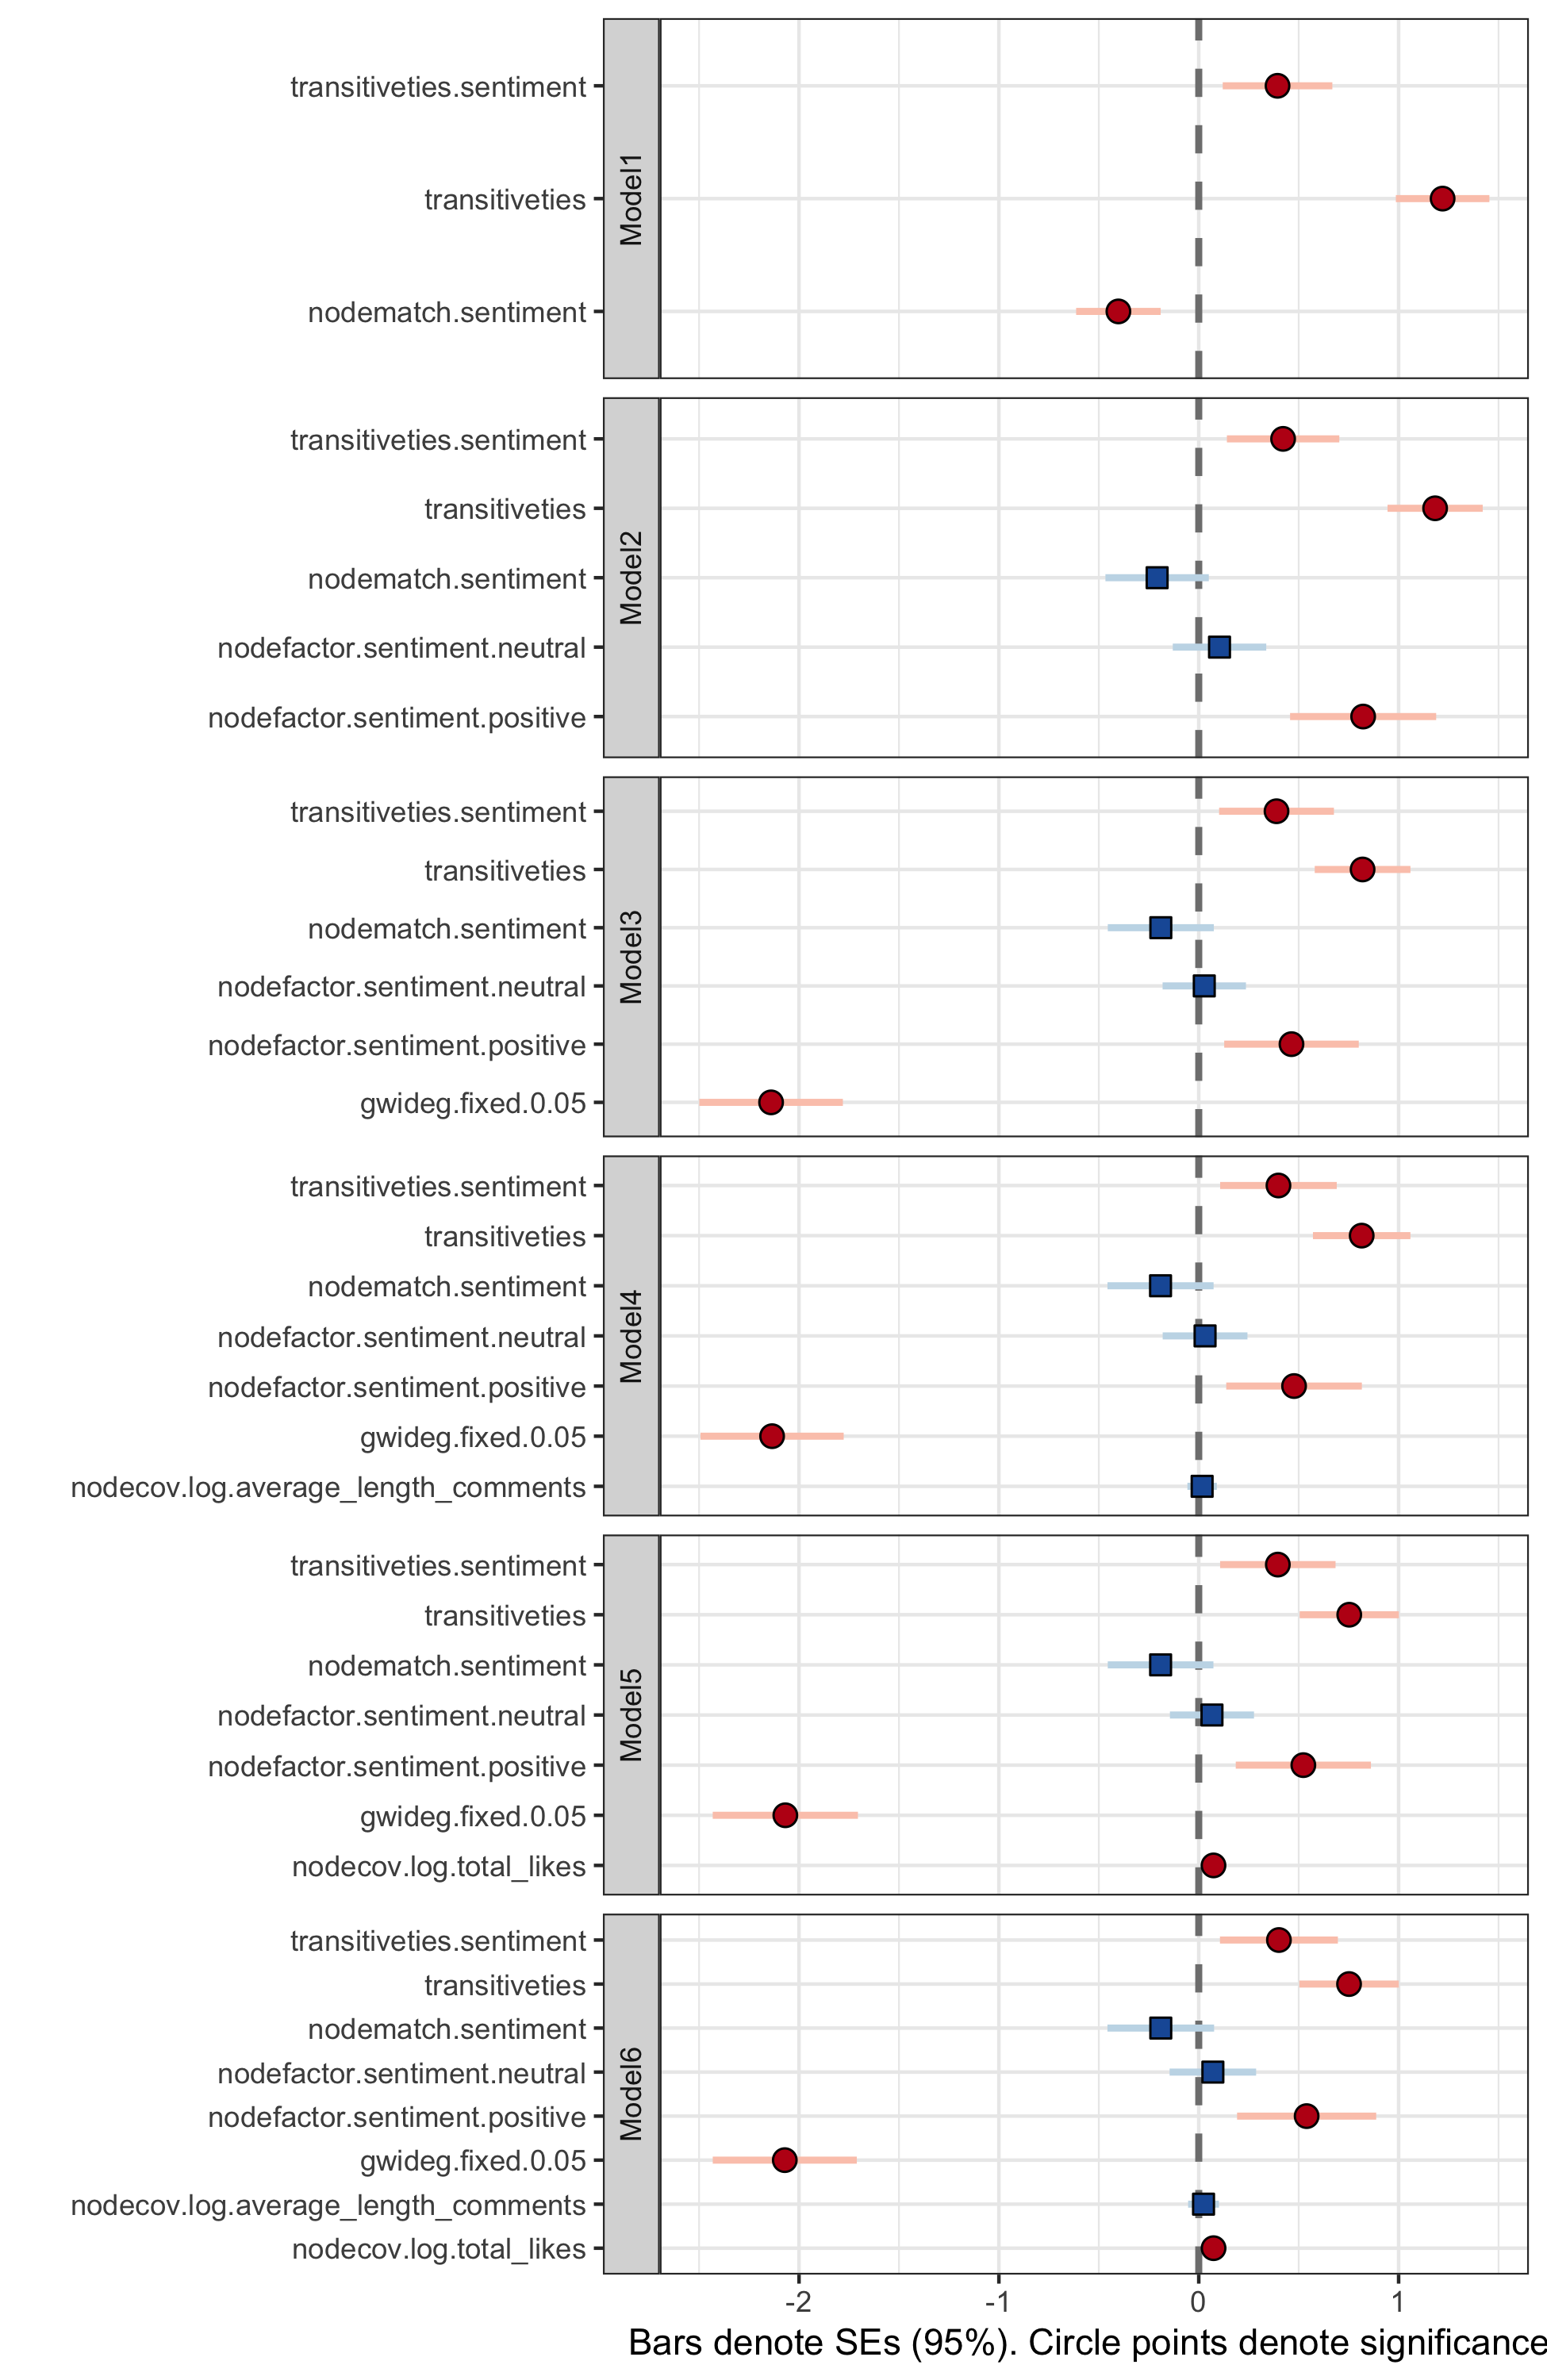 transitiveties.sentiment
transitiveties
nodematch.sentiment
Model1
transitiveties.sentiment
transitiveties
nodematch.sentiment
nodefactor.sentiment.neutral
nodefactor.sentiment.positive
Model2
transitiveties.sentiment
transitiveties
nodematch.sentiment
nodefactor.sentiment.neutral
nodefactor.sentiment.positive
gwideg.fixed.0.05
Model3
transitiveties.sentiment
transitiveties
nodematch.sentiment
nodefactor.sentiment.neutral
nodefactor.sentiment.positive
gwideg.fixed.0.05
nodecov.log.average_length_comments
Model4
transitiveties.sentiment
transitiveties
nodematch.sentiment
nodefactor.sentiment.neutral
nodefactor.sentiment.positive
gwideg.fixed.0.05
nodecov.log.total_likes
Model5
transitiveties.sentiment
transitiveties
nodematch.sentiment
nodefactor.sentiment.neutral
nodefactor.sentiment.positive
gwideg.fixed.0.05
nodecov.log.average_length_comments
nodecov.log.total_likes
Model6
-2 -1 0 1
Bars denote SEs (95%). Circle points denote significance